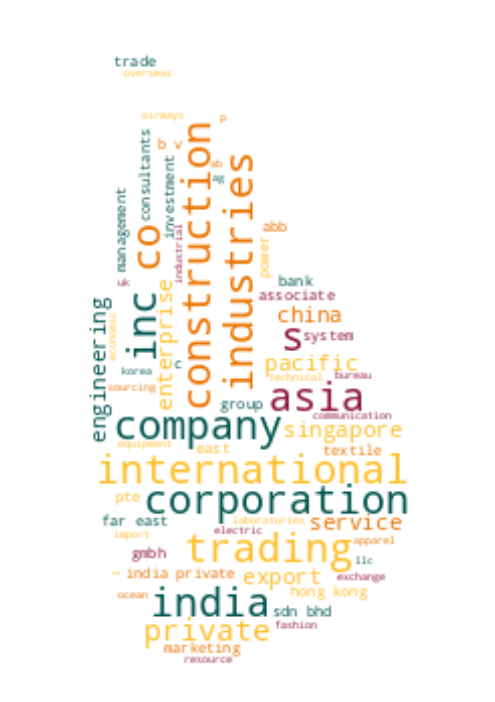 trade
overseas
airways
p
consultants
b v
construction
ab
industries
investment
ag
management
co
industrial
abb
power
uk
bank
associate
inc
enterprise
engineering
economic
china
s
system
korea
c
pacific
technical
bureau
sourcing
asia
group
communication
company
singapore
equipment
east
textile
international
pte
corporation
far east
laboratories
service
electric
import
trading
apparel
gmbh
llc
india private
export
exchange
ocean
india
hong kong
sdn bhd
private
fashion
marketing
resource